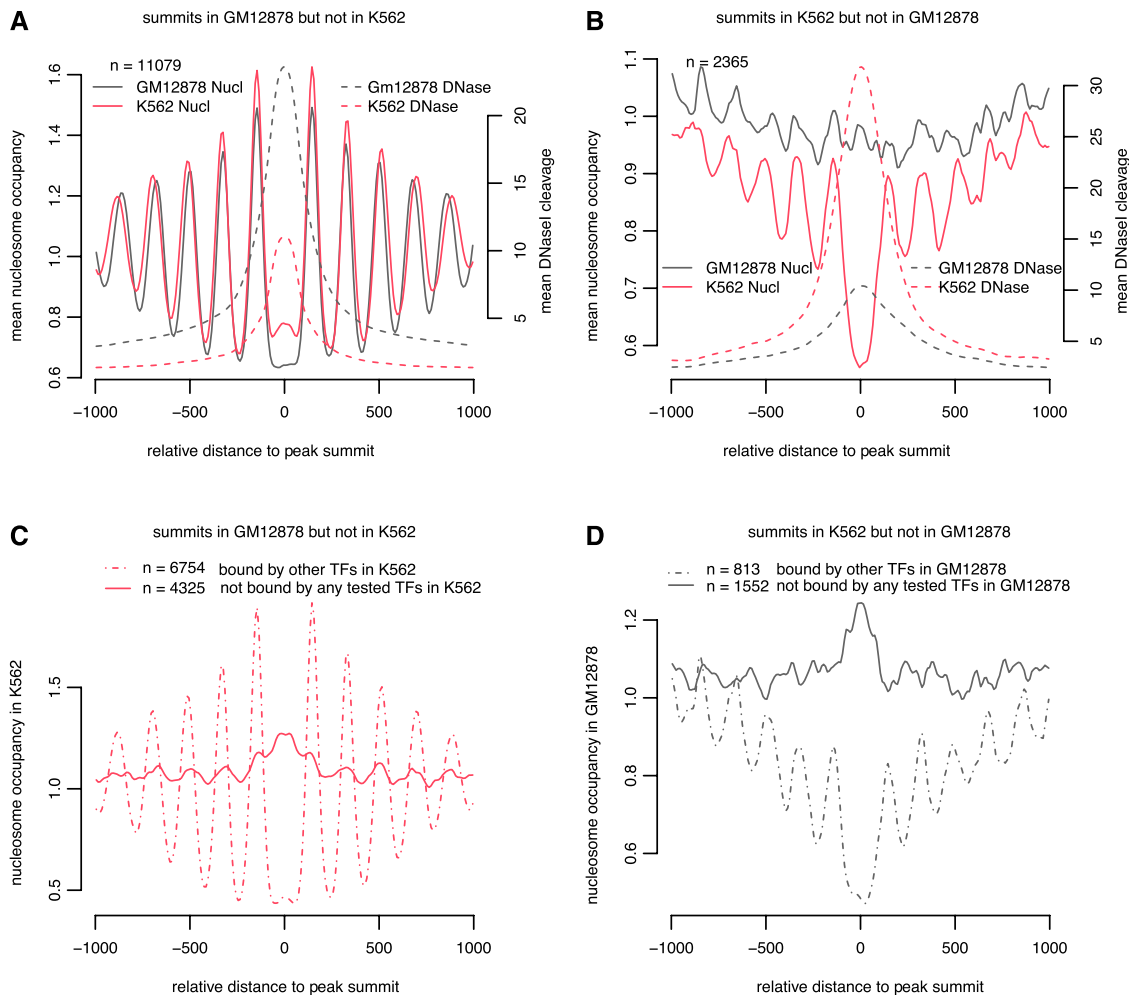 A
summits in GM12878 but not in K562
n = 11079
GM12878 Nucl
K562 Nucl
Gm12878 DNase
K562 DNase
mean nucleosome occupancy
0.6 0.8 1.0 1.2 1.4 1.6
mean DNaseI cleavage
5 10 15 20
−1000 −500 0 500 1000
relative distance to peak summit
B
summits in K562 but not in GM12878
n = 2365
GM12878 Nucl
K562 Nucl
GM12878 DNase
K562 DNase
mean nucleosome occupancy
0.6 0.7 0.8 0.9 1.0 1.1
mean DNaseI cleavage
5 10 15 20 25 30
−1000 −500 0 500 1000
relative distance to peak summit
C
summits in GM12878 but not in K562
n = 6754 bound by other TFs in K562
n = 4325 not bound by any tested TFs in K562
nucleosome occupancy in K562
0.5 1.0 1.5
−1000 −500 0 500 1000
relative distance to peak summit
D
summits in K562 but not in GM12878
n = 813 bound by other TFs in GM12878
n = 1552 not bound by any tested TFs in GM12878
nucleosome occupancy in GM12878
0.6 0.8 1.0 1.2
−1000 −500 0 500 1000
relative distance to peak summit